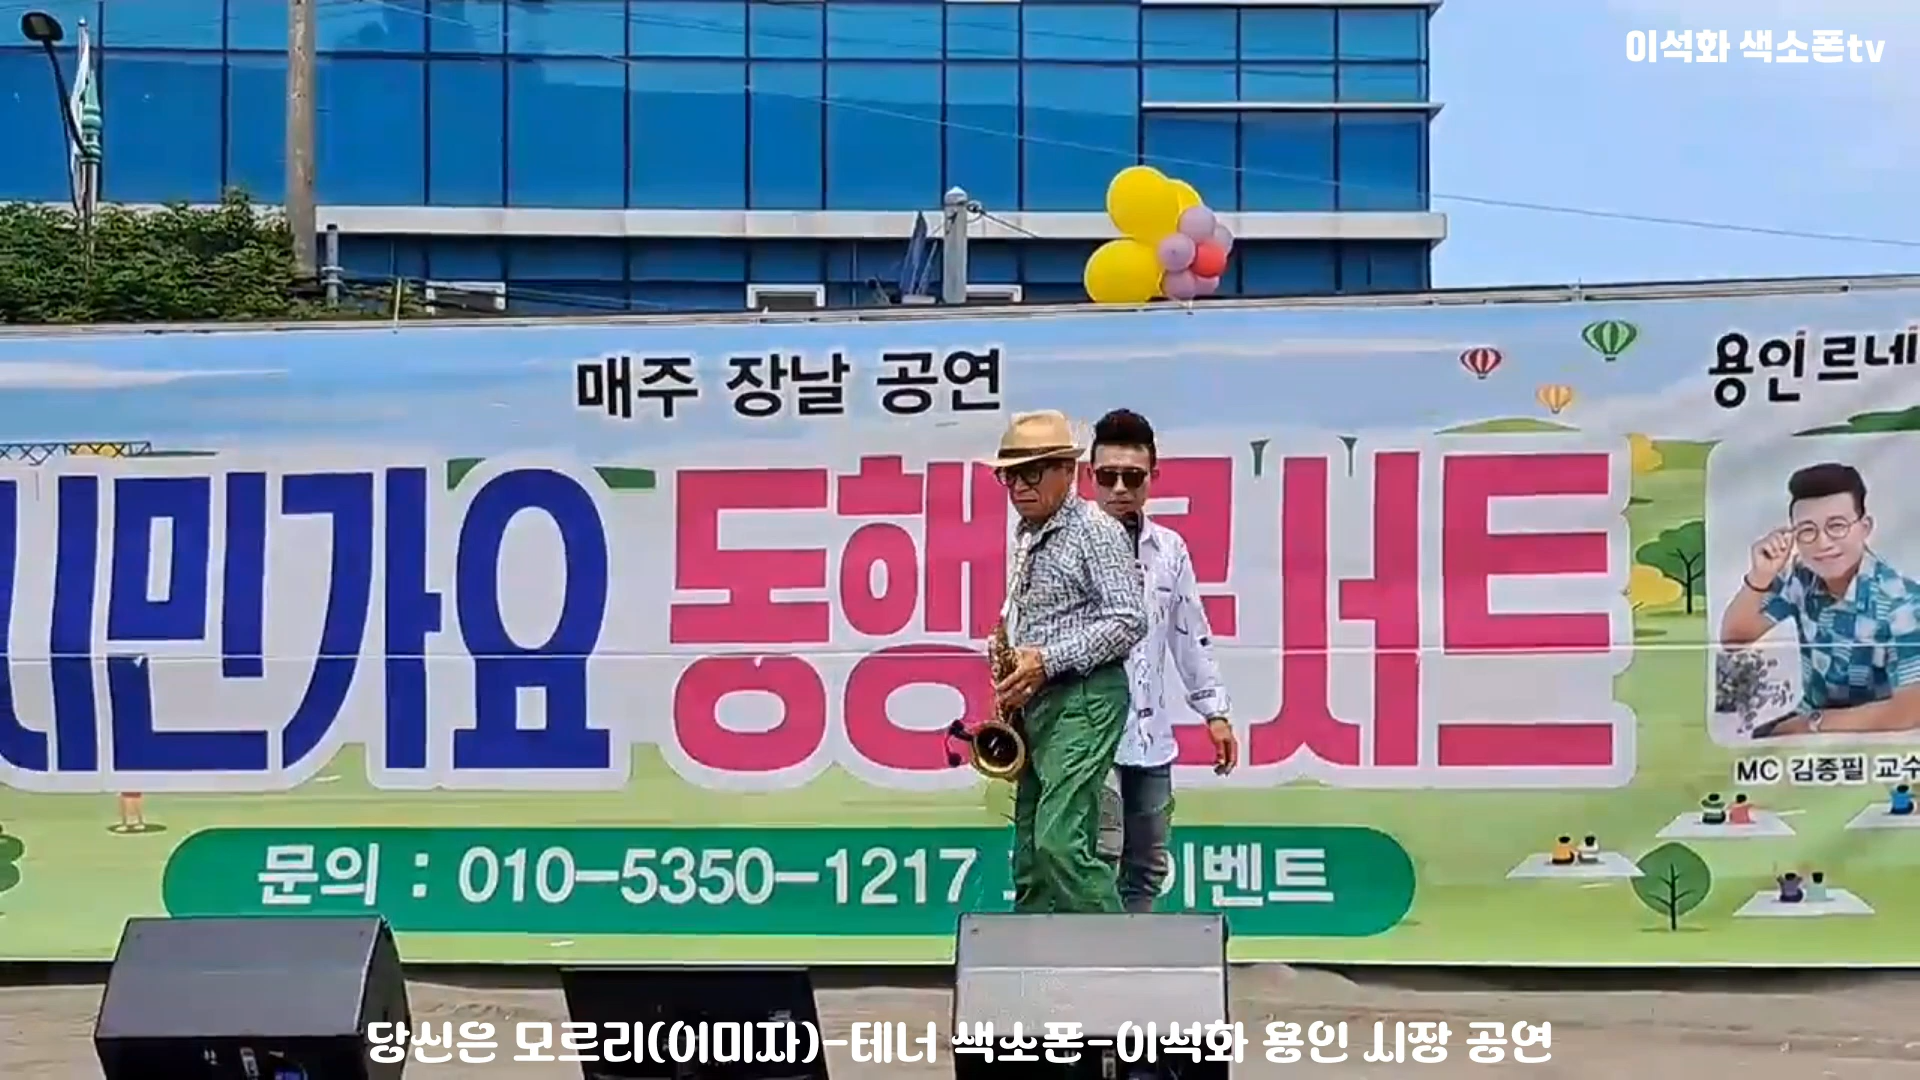 이석화 색소폰tv
매주 장날 공연
용인 르네
시민가요 동행콘서트
MC 김종필 교수
문의 : 010-5350-1217
이벤트
당신은 모르리(이미자)-테너 색소폰-이석화 용인 시장 공연